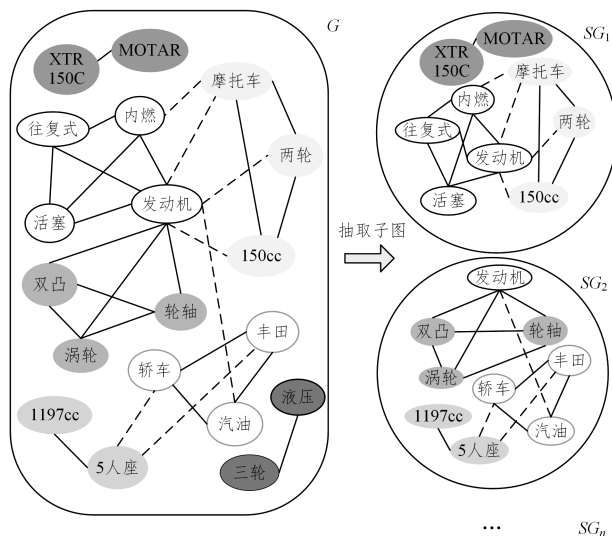 G
XTR
150C
MOTAR
往复式
内燃
摩托车
两轮
活塞
发动机
150cc
双凸
轮轴
涡轮
丰田
轿车
1197cc
液压
汽油
5人座
三轮
抽取子图
SG1
XTR
150C
MOTAR
摩托车
内燃
往复式
两轮
发动机
活塞
150cc
SG2
发动机
双凸
轮轴
丰田
涡轮
轿车
1197cc
汽油
5人座
...
SGn